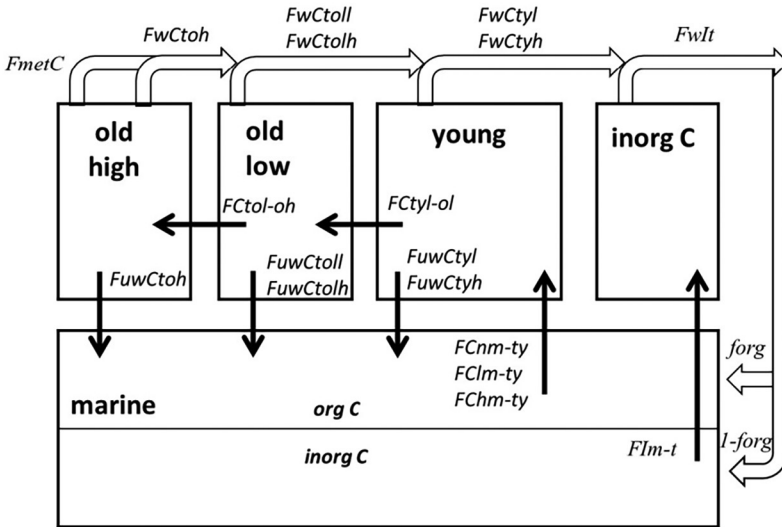 FmetC
FwCtoh
FwCtoll
FwCtolh
FwCtyl
FwCtyh
FwIt
old
high
old
low
young
inorg C
FCtol-oh
FCtyl-ol
FuwCtoh
FuwCtoll
FuwCtolh
FuwCtyl
FuwCtyh
FCnm-ty
FClm-ty
FChm-ty
forg
marine
org C
inorg C
FIm-t
1-forg